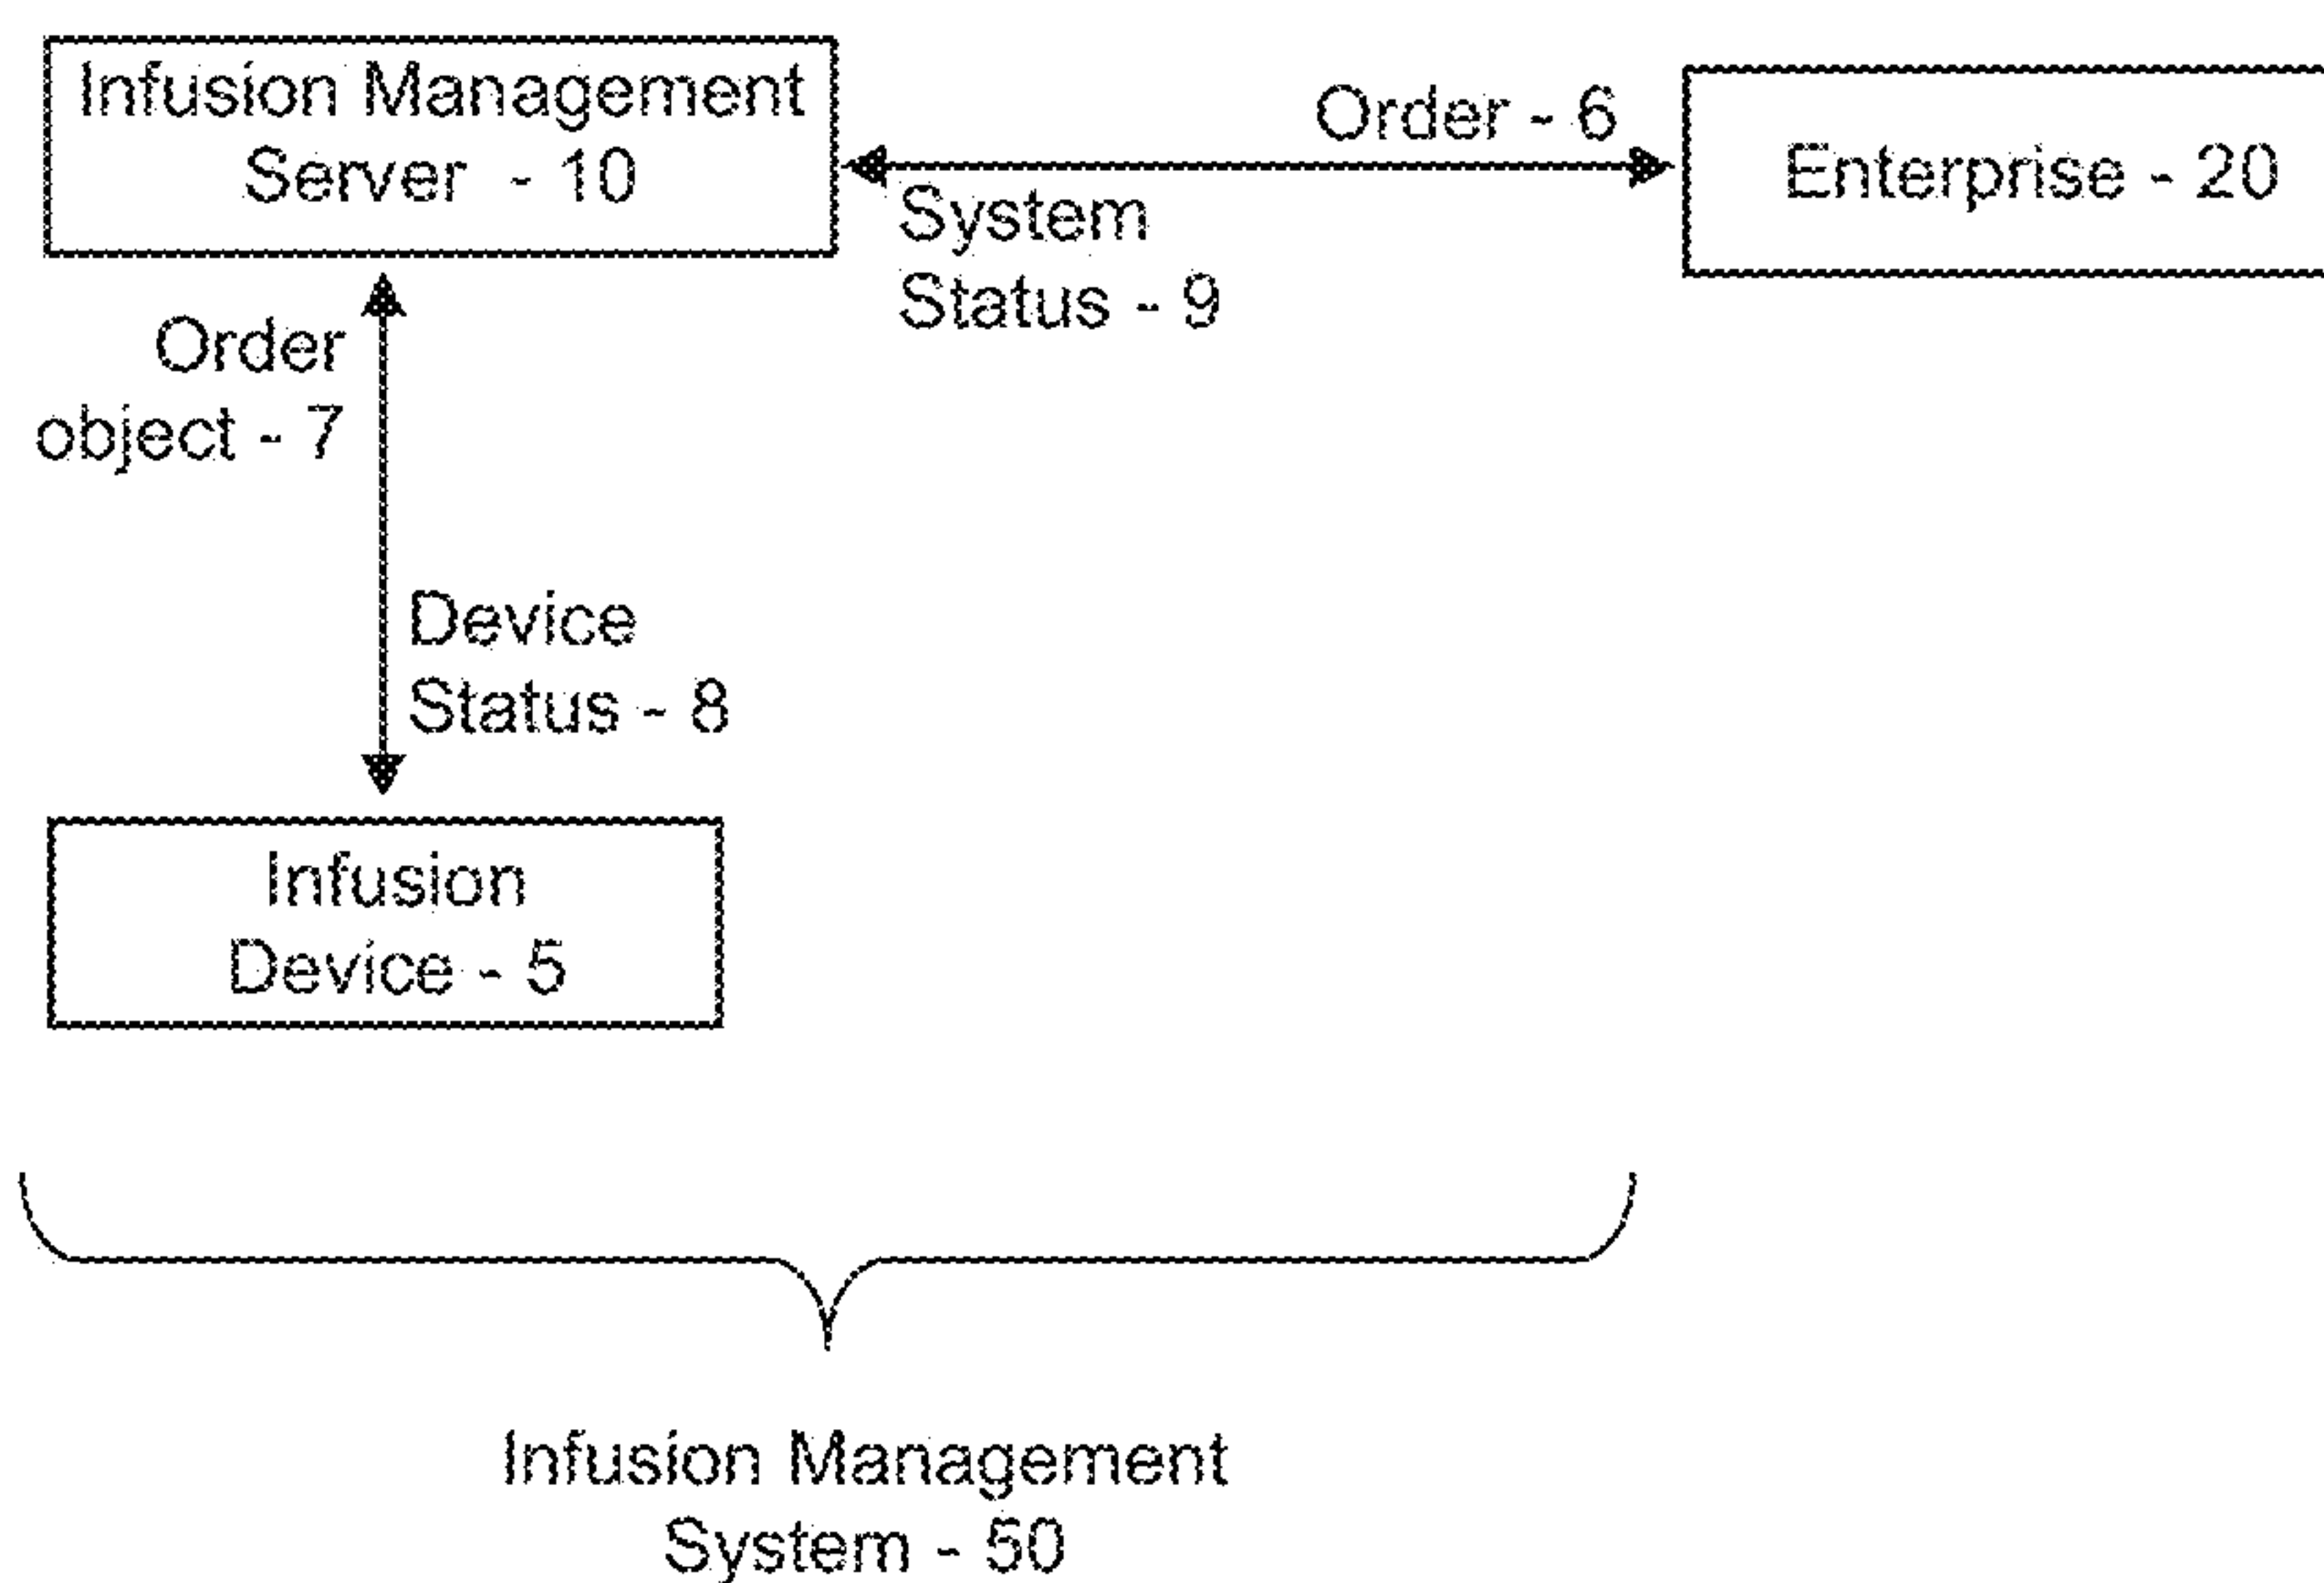 Infusion Management
Server - 10
Order - 6
Enterprise - 20
System
Status - 9
Order
object - 7
Device
Status - 8
Infusion
Device - 5
Infusion Management
System - 50